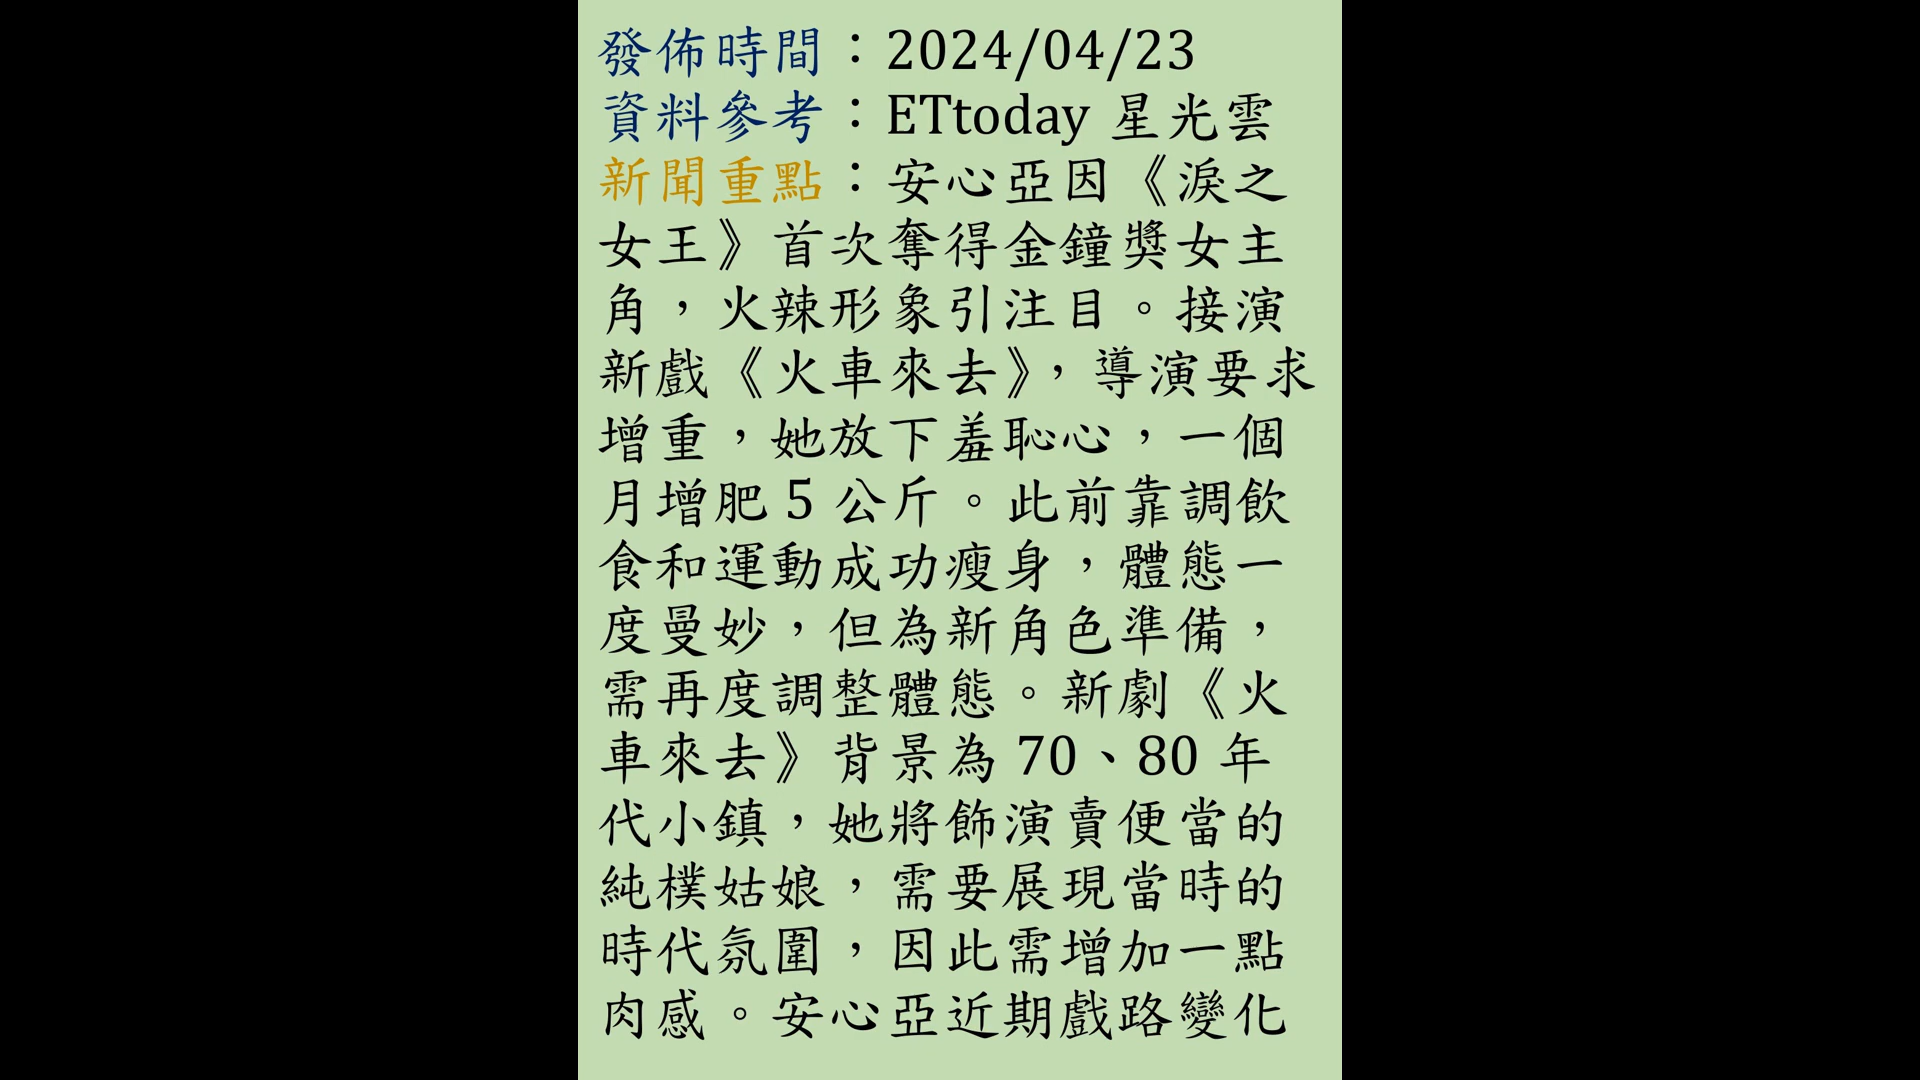 發佈時間：2024/04/23
資料參考：ETtoday 星光雲
新聞重點：安心亞因《淚之
女王》首次奪得金鐘獎女主
角，火辣形象引注目。接演
新戲《火車來去》，導演要求
增重，她放下羞恥心，一個
月增肥 5 公斤。此前靠調飲
食和運動成功瘦身，體態一
度曼妙，但為新角色準備，
需再度調整體態。新劇《火
車來去》背景為 70、80 年
代小鎮，她將飾演賣便當的
純樸姑娘，需要展現當時的
時代氛圍，因此需增加一點
肉感。安心亞近期戲路變化